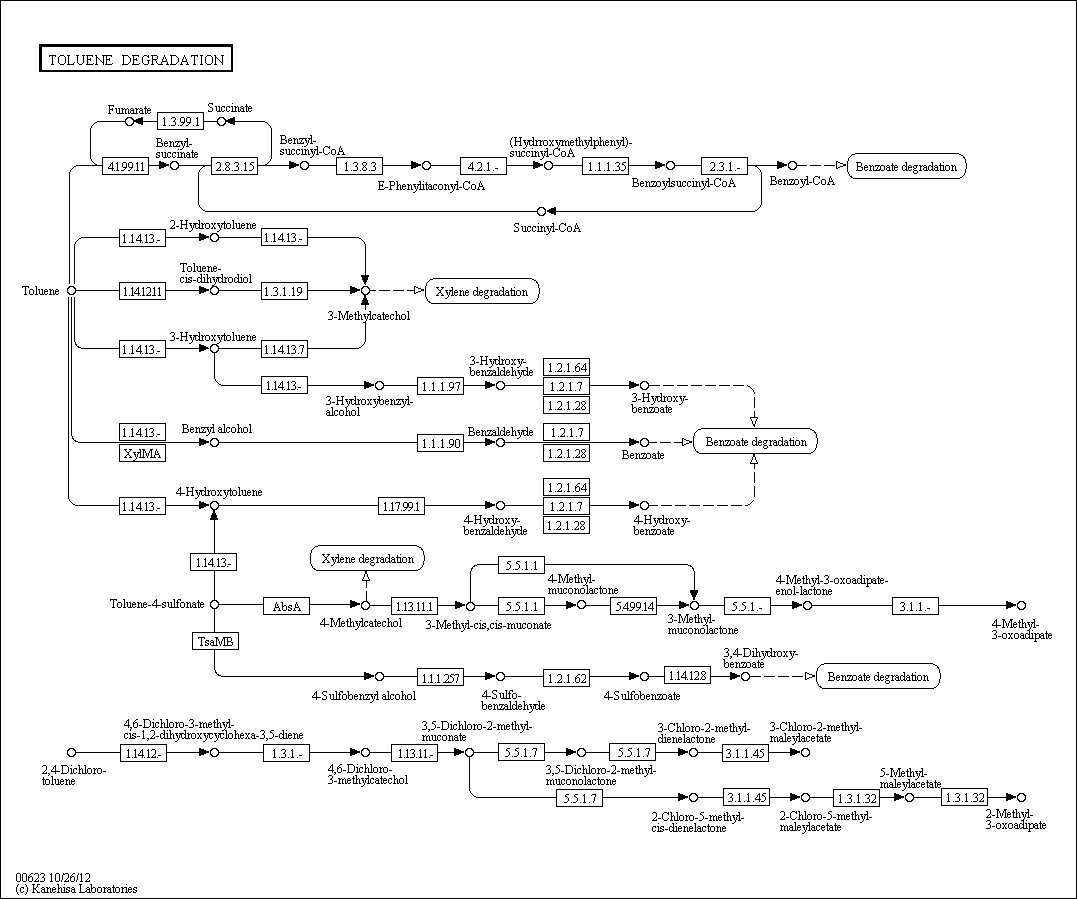 TOLUENE DEGRADATION
Fumarate
1.3.99.1
Succinate
4.1.99.11
Benzyl-
succinate
2.8.3.15
Benzyl-
succinyl-CoA
1.3.8.3
E-Phenylitaconyl-CoA
4.2.1.-
(Hydroxymethylphenyl)-
succinyl-CoA
1.1.1.35
Benzoylsuccinyl-CoA
2.3.1.-
Benzoyl-CoA
Benzoate degradation
Succinyl-CoA
1.14.13.-
2-Hydroxytoluene
1.14.13.-
Toluene
1.14.12.11
Toluene-
cis-dihydrodiol
1.3.1.19
3-Methylcatechol
Xylene degradation
1.14.13.-
3-Hydroxytoluene
1.14.13.7
1.14.13.-
3-Hydroxybenzyl-
alcohol
1.1.1.97
3-Hydroxy-
benzaldehyde
1.2.1.64
1.2.1.7
1.2.1.28
3-Hydroxy-
benzoate
1.14.13.-
XylMA
Benzyl alcohol
1.1.1.90
Benzaldehyde
1.2.1.7
1.2.1.28
Benzoate
Benzoate degradation
1.14.13.-
4-Hydroxytoluene
1.17.99.1
4-Hydroxy-
benzaldehyde
1.2.1.64
1.2.1.7
1.2.1.28
4-Hydroxy-
benzoate
1.14.13.-
Xylene degradation
Toluene-4-sulfonate
AbsA
4-Methylcatechol
1.13.11.1
3-Methyl-cis,cis-muconate
5.5.1.1
5.5.1.1
4-Methyl-
muconolactone
5.4.99.14
3-Methyl-
muconolactone
5.5.1.-
4-Methyl-3-oxoadipate-
enol-lactone
3.1.1.-
4-Methyl-
3-oxoadipate
TsaMB
4-Sulfobenzyl alcohol
1.1.1.257
4-Sulfo-
benzaldehyde
1.2.1.62
4-Sulfobenzoate
1.14.12.8
3,4-Dihydroxy-
benzoate
Benzoate degradation
2,4-Dichloro-
toluene
1.14.12.-
4,6-Dichloro-3-methyl-
cis-1,2-dihydroxycyclohexa-3,5-diene
1.3.1.-
4,6-Dichloro-
3-methylcatechol
1.13.11.-
3,5-Dichloro-2-methyl-
muconate
5.5.1.7
3,5-Dichloro-2-methyl-
muconolactone
5.5.1.7
3-Chloro-2-methyl-
dienelactone
3.1.1.45
3-Chloro-2-methyl-
maleylacetate
5.5.1.7
2-Chloro-5-methyl-
cis-dienelactone
3.1.1.45
2-Chloro-5-methyl-
maleylacetate
1.3.1.32
5-Methyl-
maleylacetate
1.3.1.32
2-Methyl-
3-oxoadipate
00623 10/26/12
(c) Kanehisa Laboratories